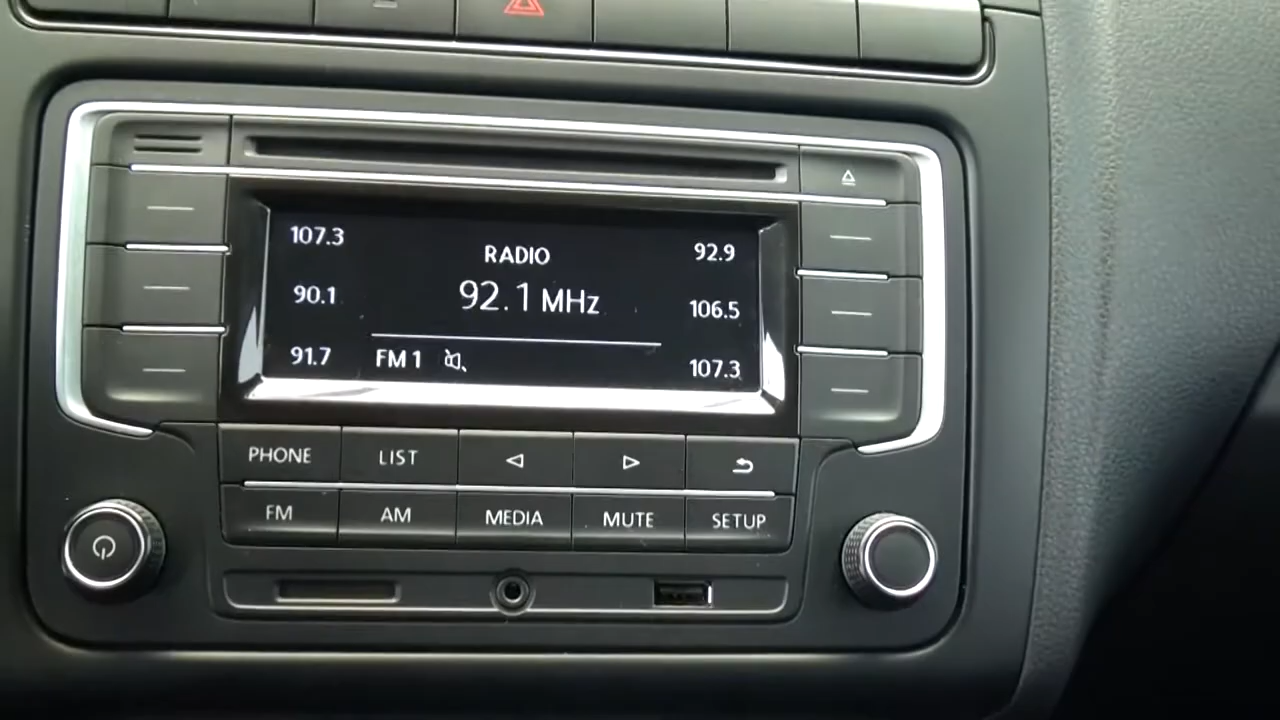 107.3 RADIO 92.9
90.1 92.1 MHz 106.5
91.7 FM 1 107.3
PHONE LIST
FM AM MEDIA MUTE SETUP